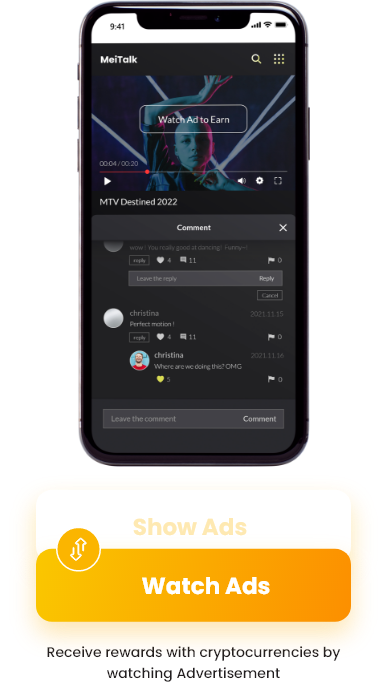 9:41
MeiTalk
Watch Ad to Earn
00:04 / 00:20
MTV Destined 2022
Comment
wow! You really good at dancing! Funny~!
reply 4 11 0
Leave the reply Reply
Cancel
christina 2021.11.15
Perfect motion !
reply 4 11 0
christina 2021.11.16
Where are we doing this? OMG
5 0
Leave the comment Comment
Show Ads
Watch Ads
Receive rewards with cryptocurrencies by
watching Advertisement